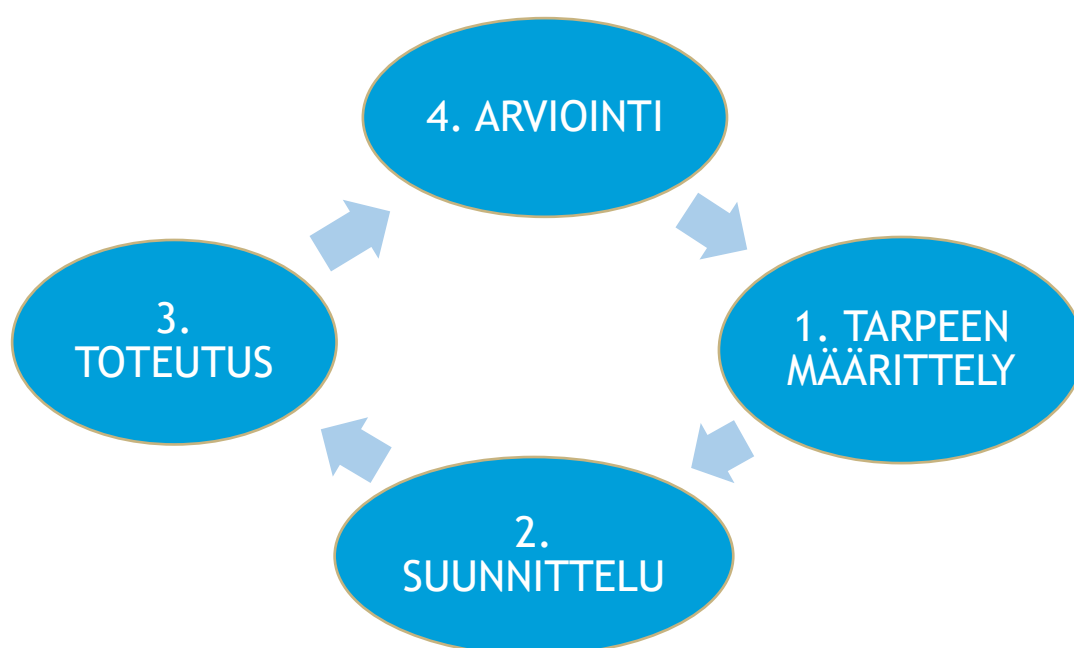 4. ARVIOINTI
1. TARPEEN
MÄÄRITTELY
2.
SUUNNITTELU
3.
TOTEUTUS